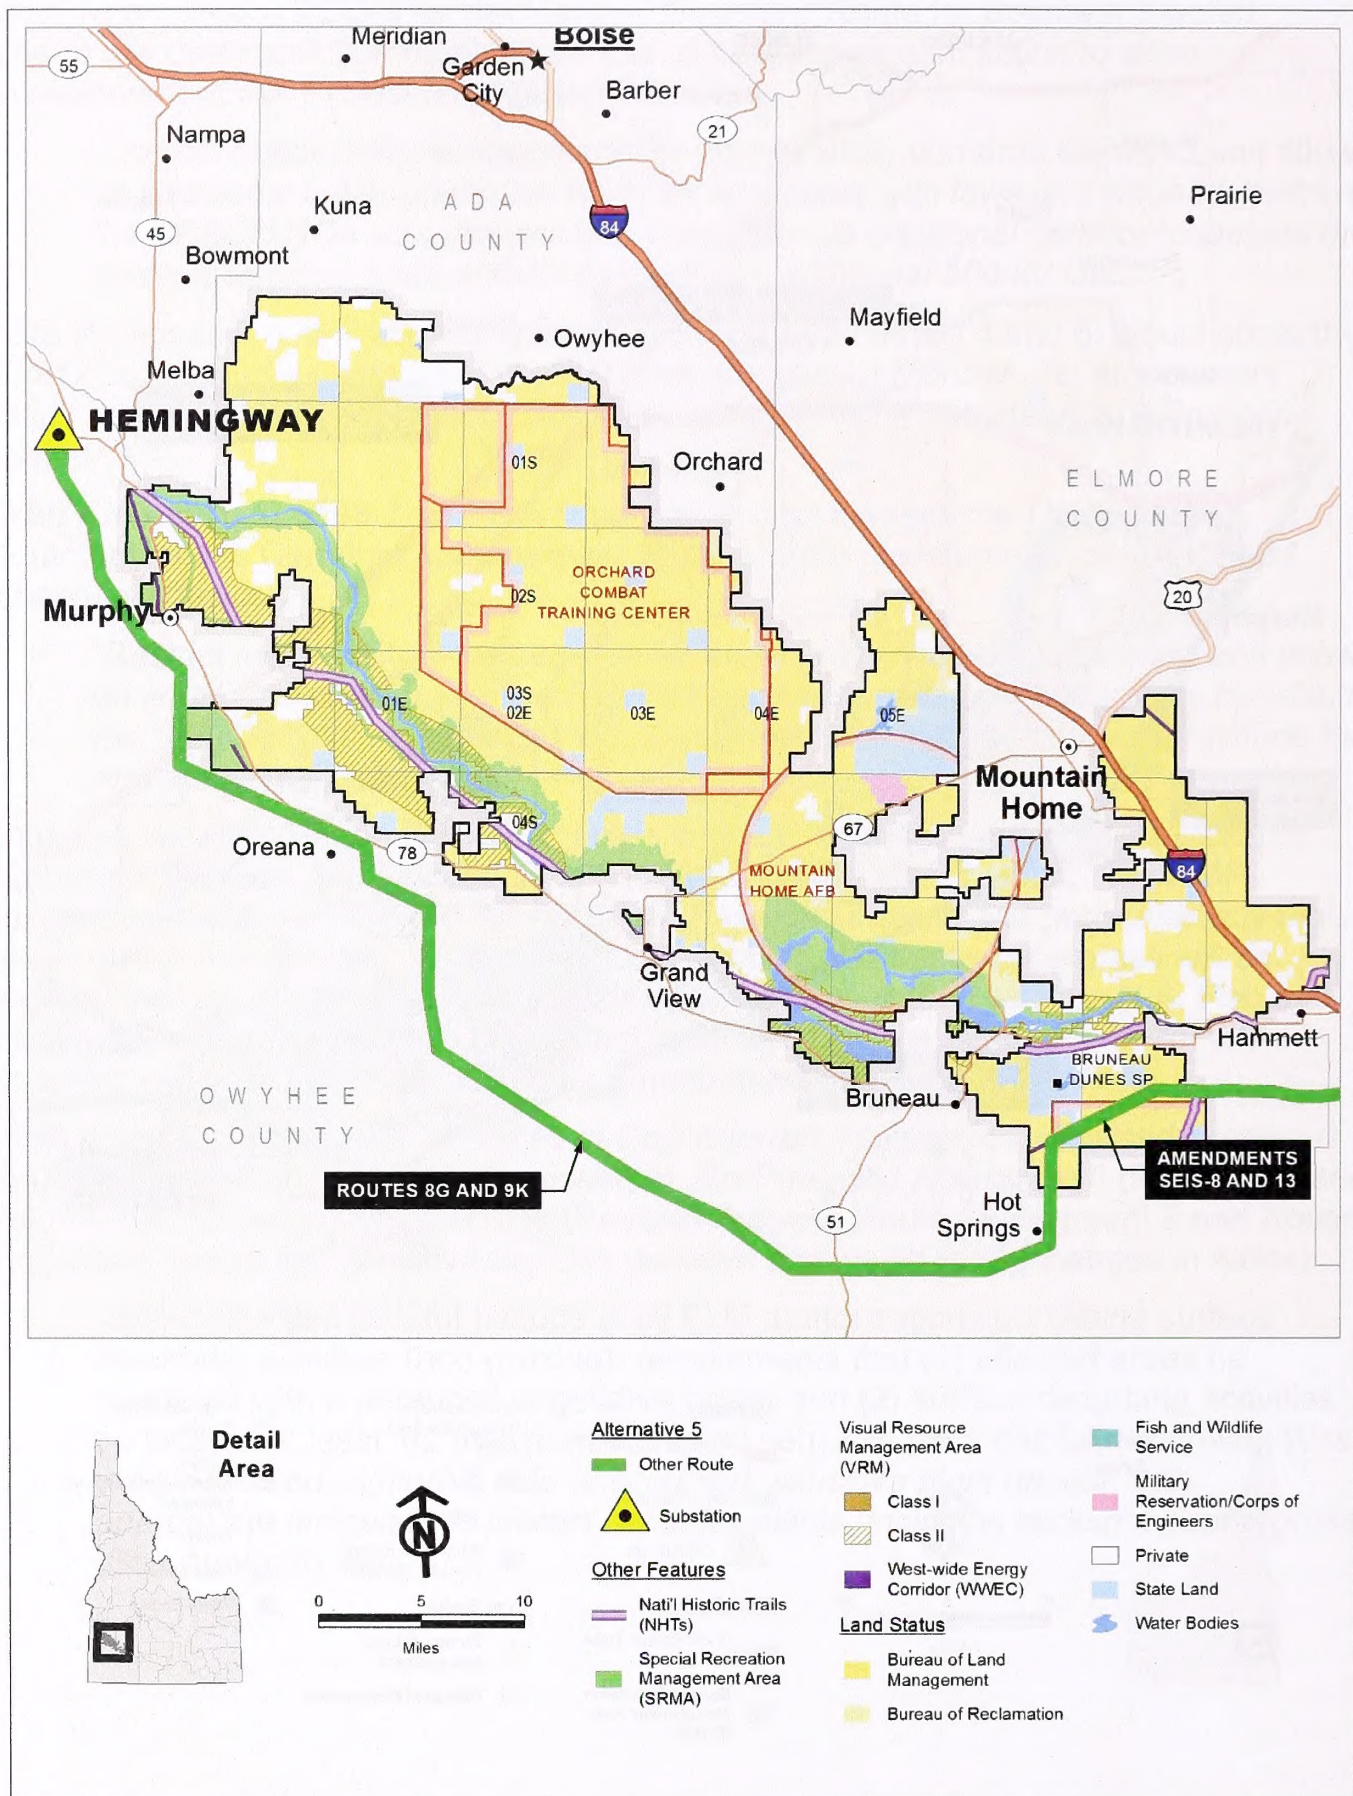 Meridian
Boise
55
Garden
City
Barber
21
Nampa
Prairie
Kuna
ADA
COUNTY
84
45
Bowmont
Mayfield
Owyhee
Melba
HEMINGWAY
01S
Orchard
ELMORE
COUNTY
ORCHARD
COMBAT
TRAINING CENTER
02S
20
Murphy
03S
02E
01E
03E
04E
05E
Mountain
Home
04S
67
Oreana
78
MOUNTAIN
HOME AFB
84
Grand
View
Hammett
BRUNEAU
DUNES SP
Bruneau
OWYHEE
COUNTY
ROUTES 8G AND 9K
AMENDMENTS
SEIS-8 AND 13
Hot
Springs
51
Detail
Area
N
0 5 10
Miles
Alternative 5
Other Route
Substation
Other Features
Nat'l Historic Trails
(NHTs)
Special Recreation
Management Area
(SRMA)
Visual Resource
Management Area
(VRM)
Class I
Class II
West-wide Energy
Corridor (WWEC)
Land Status
Bureau of Land
Management
Bureau of Reclamation
Fish and Wildlife
Service
Military
Reservation/Corps of
Engineers
Private
State Land
Water Bodies